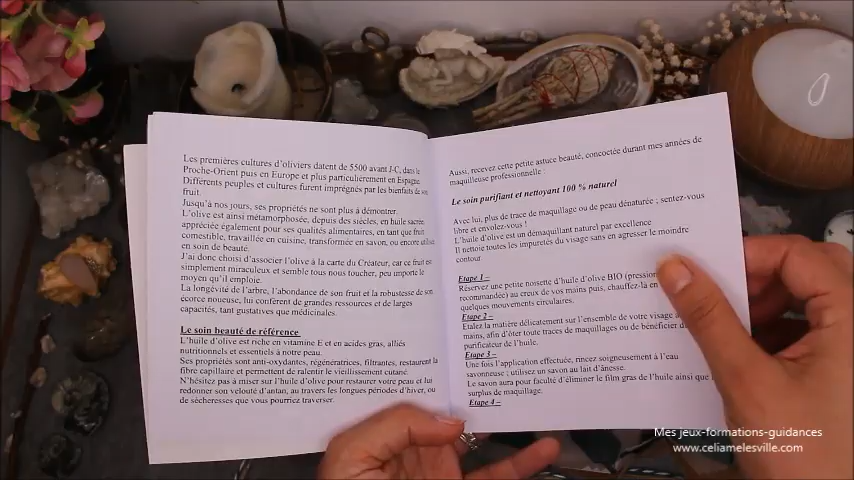 Les premières cultures d'oliviers datent de 5500 avant J-C, dans le
Proche-Orient puis en Europe et plus particulièrement en Espagne.
Différents peuples et cultures furent imprégnés par les bienfaits de son
fruit.
Jusqu'à nos jours, ses propriétés ne sont plus à démontrer.
L'olive est ainsi métamorphosée, depuis des siècles, en huile sacrée
appréciée également pour ses qualités alimentaires, en tant que fruit
comestible, travaillée en cuisine, transformée en savon, ou encore utilisée
en soin de beauté.
J'ai donc choisi d'associer l'olive à la carte du Créateur, car ce fruit est
simplement miraculeux et semble tous nous toucher, peu importe le
moyen qu'il emploie.
La longévité de l'arbre, l'abondance de son fruit et la robustesse de son
écorce noueuse, lui confèrent de grandes ressources et de larges
capacités, tant gustatives que médicinales.
Le soin beauté de référence
L'huile d'olive est riche en vitamine E et en acides gras, alliés
nutritionnels et essentiels à notre peau.
Ses propriétés sont anti-oxydantes, régénératrices, filtrantes, restaurent la
fibre capillaire et permettent de ralentir le vieillissement cutané.
N'hésitez pas à miser sur l'huile d'olive pour restaurer votre peau et lui
redonner son velouté d'antan, au travers les longues périodes d'hiver, ou
de sécheresses que vous pourriez traverser.
Aussi, recevez cette petite astuce beauté, concoctée durant mes années de
maquilleuse professionnelle :
Le soin purifiant et nettoyant 100 % naturel
Avec lui, plus de trace de maquillage ou de peau dénaturée ; sentez-vous
libre et envolez-vous !
L'huile d'olive est un démaquillant naturel par excellence
Il nettoie toutes les impuretés du visage sans en agresser le moindre
contour
Etape 1 –
Réservez une petite noisette d'huile d'olive BIO (pression
recommandée) au creux de vos mains puis, chauffez-la en
quelques mouvements circulaires.
Etape 2 –
Etalez la matière délicatement sur l'ensemble de votre visage
mains, afin d'ôter toute traces de maquillages ou de bénéficier
purificateur de l'huile.
Etape 3 –
Une fois l'application effectuée, rincez soigneusement à l'eau
savonneuse ; utilisez un savon au lait d'ânesse.
Le savon aura pour faculté d'éliminer le film gras de l'huile ainsi que
surplus de maquillage.
Etape 4 –
Mes jeux-formations-guidances
www.celiamelesville.com